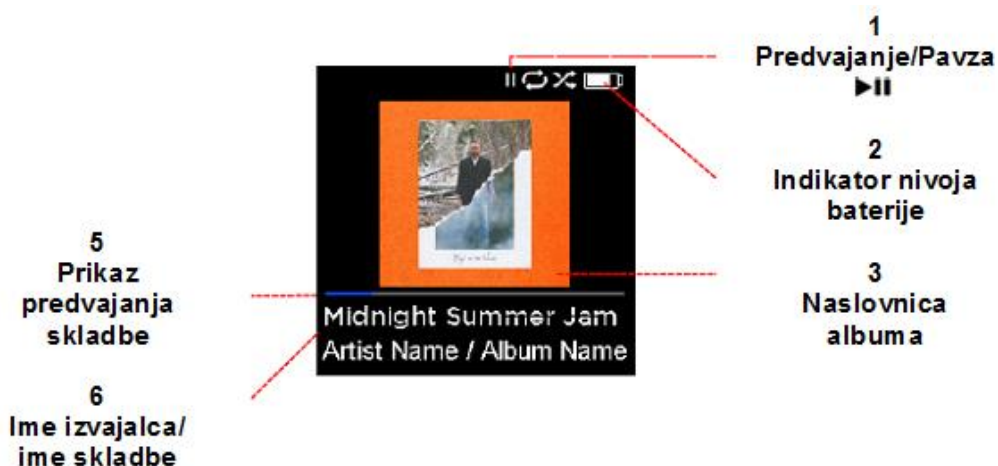 1
Predvajanje/Pavza
2
Indikator nivoja
baterije
3
Naslovnica
albuma
5
Prikaz
predvajanja
skladbe
6
Ime izvajalca/
ime skladbe
Midnight Summer Jam
Artist Name / Album Name